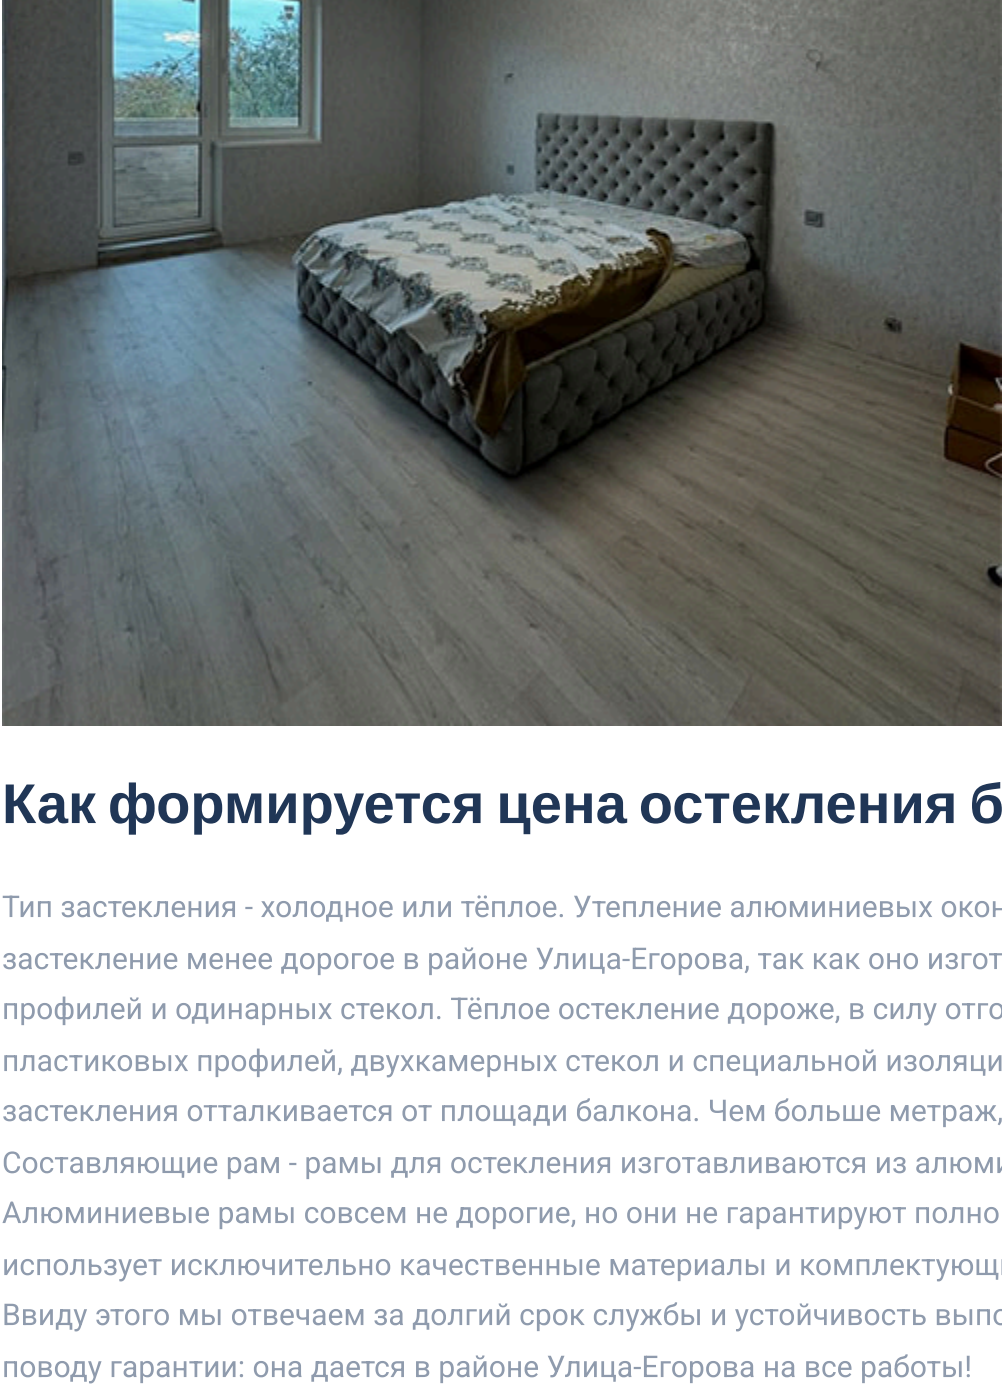 Как формируется цена остекления б
Тип застекления - холодное или тёплое. Утепление алюминиевых окон
застекление менее дорогое в районе Улица-Егорова, так как оно изгот
профилей и одинарных стекол. Тёплое остекление дороже, в силу отго
пластиковых профилей, двухкамерных стекол и специальной изоляци
застекления отталкивается от площади балкона. Чем больше метраж,
Составляющие рам - рамы для остекления изготавливаются из алюми
Алюминиевые рамы совсем не дорогие, но они не гарантируют полно
использует исключительно качественные материалы и комплектующи
Ввиду этого мы отвечаем за долгий срок службы и устойчивость выпо
поводу гарантии: она дается в районе Улица-Егорова на все работы!